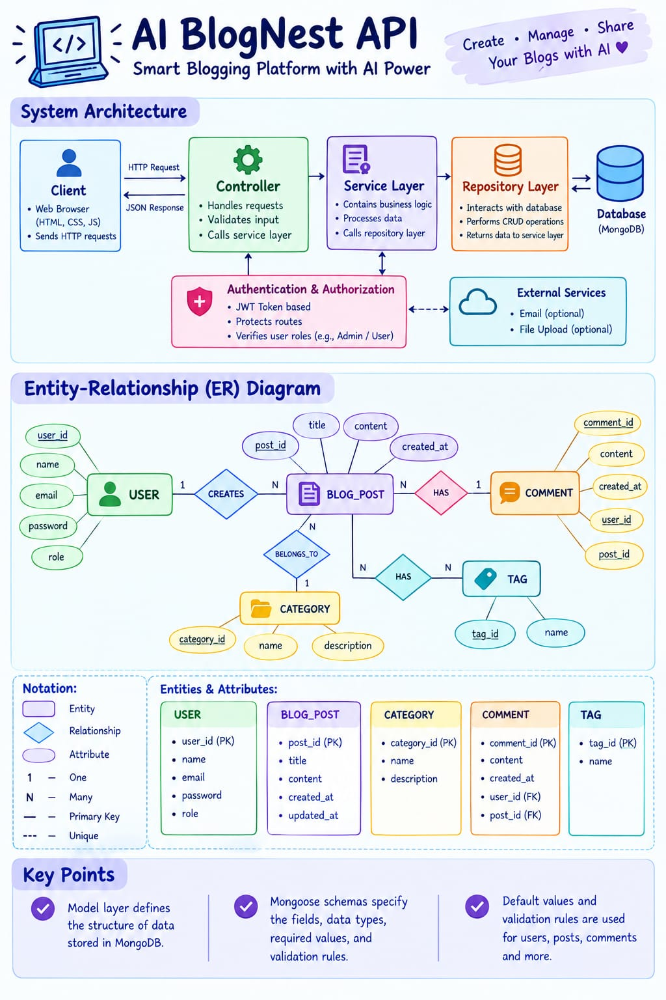 </>
AI BlogNest API
Smart Blogging Platform with AI Power
Create • Manage • Share
Your Blogs with AI ♥
System Architecture
Client
• Web Browser
(HTML, CSS, JS)
• Sends HTTP requests
HTTP Request
JSON Response
Controller
• Handles requests
• Validates input
• Calls service layer
Service Layer
• Contains business logic
• Processes data
• Calls repository layer
Repository Layer
• Interacts with database
• Performs CRUD operations
• Returns data to service layer
Database
(MongoDB)
Authentication & Authorization
• JWT Token based
• Protects routes
• Verifies user roles (e.g., Admin / User)
External Services
• Email (optional)
• File Upload (optional)
Entity-Relationship (ER) Diagram
user_id
name
email
password
role
USER
1
CREATES
N
post_id
title
content
created_at
BLOG_POST
N
HAS
1
COMMENT
comment_id
content
created_at
user_id
post_id
N
BELONGS_TO
1
CATEGORY
category_id
name
description
N
HAS
N
TAG
tag_id
name
Notation:
Entity
Relationship
Attribute
1 – One
N – Many
— – Primary Key
--- – Unique
Entities & Attributes:
USER
• user_id (PK)
• name
• email
• password
• role
BLOG_POST
• post_id (PK)
• title
• content
• created_at
• updated_at
CATEGORY
• category_id (PK)
• name
• description
COMMENT
• comment_id (PK)
• content
• created_at
• user_id (FK)
• post_id (FK)
TAG
• tag_id (PK)
• name
Key Points
Model layer defines
the structure of data
stored in MongoDB.
Mongoose schemas specify
the fields, data types,
required values, and
validation rules.
Default values and
validation rules are used
for users, posts, comments
and more.